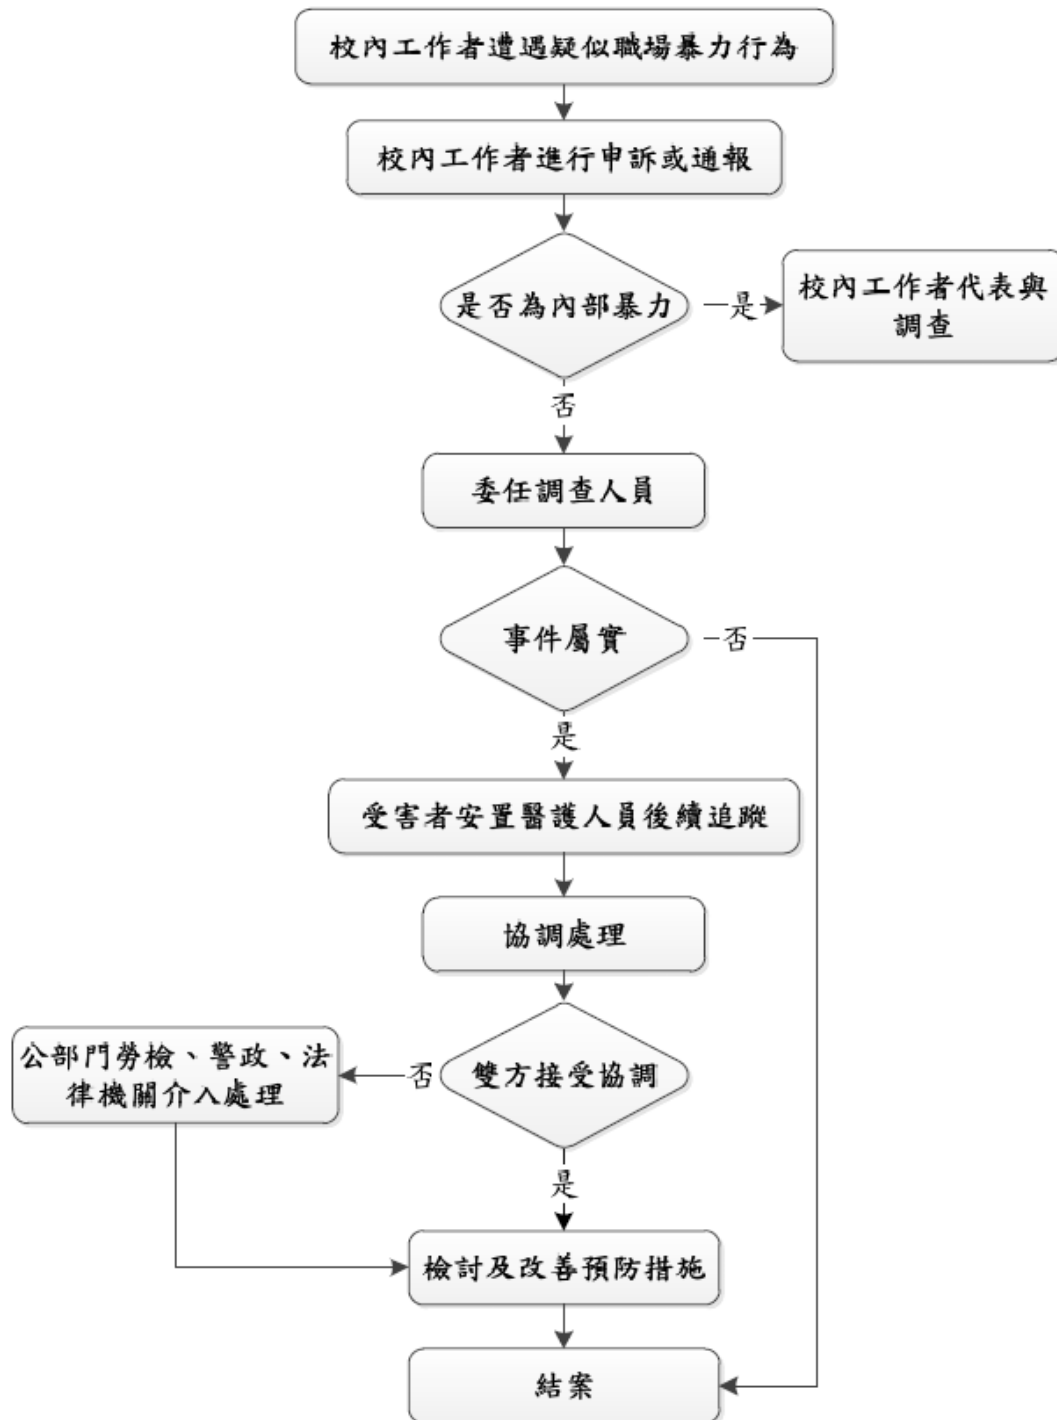 校內工作者遭遇疑似職場暴力行為
校內工作者進行申訴或通報
是否為內部暴力
是
校內工作者代表與
調查
否
委任調查人員
事件屬實
否
是
受害者安置醫護人員後續追蹤
協調處理
公部門勞檢、警政、法
律機關介入處理
否
雙方接受協調
是
檢討及改善預防措施
結案